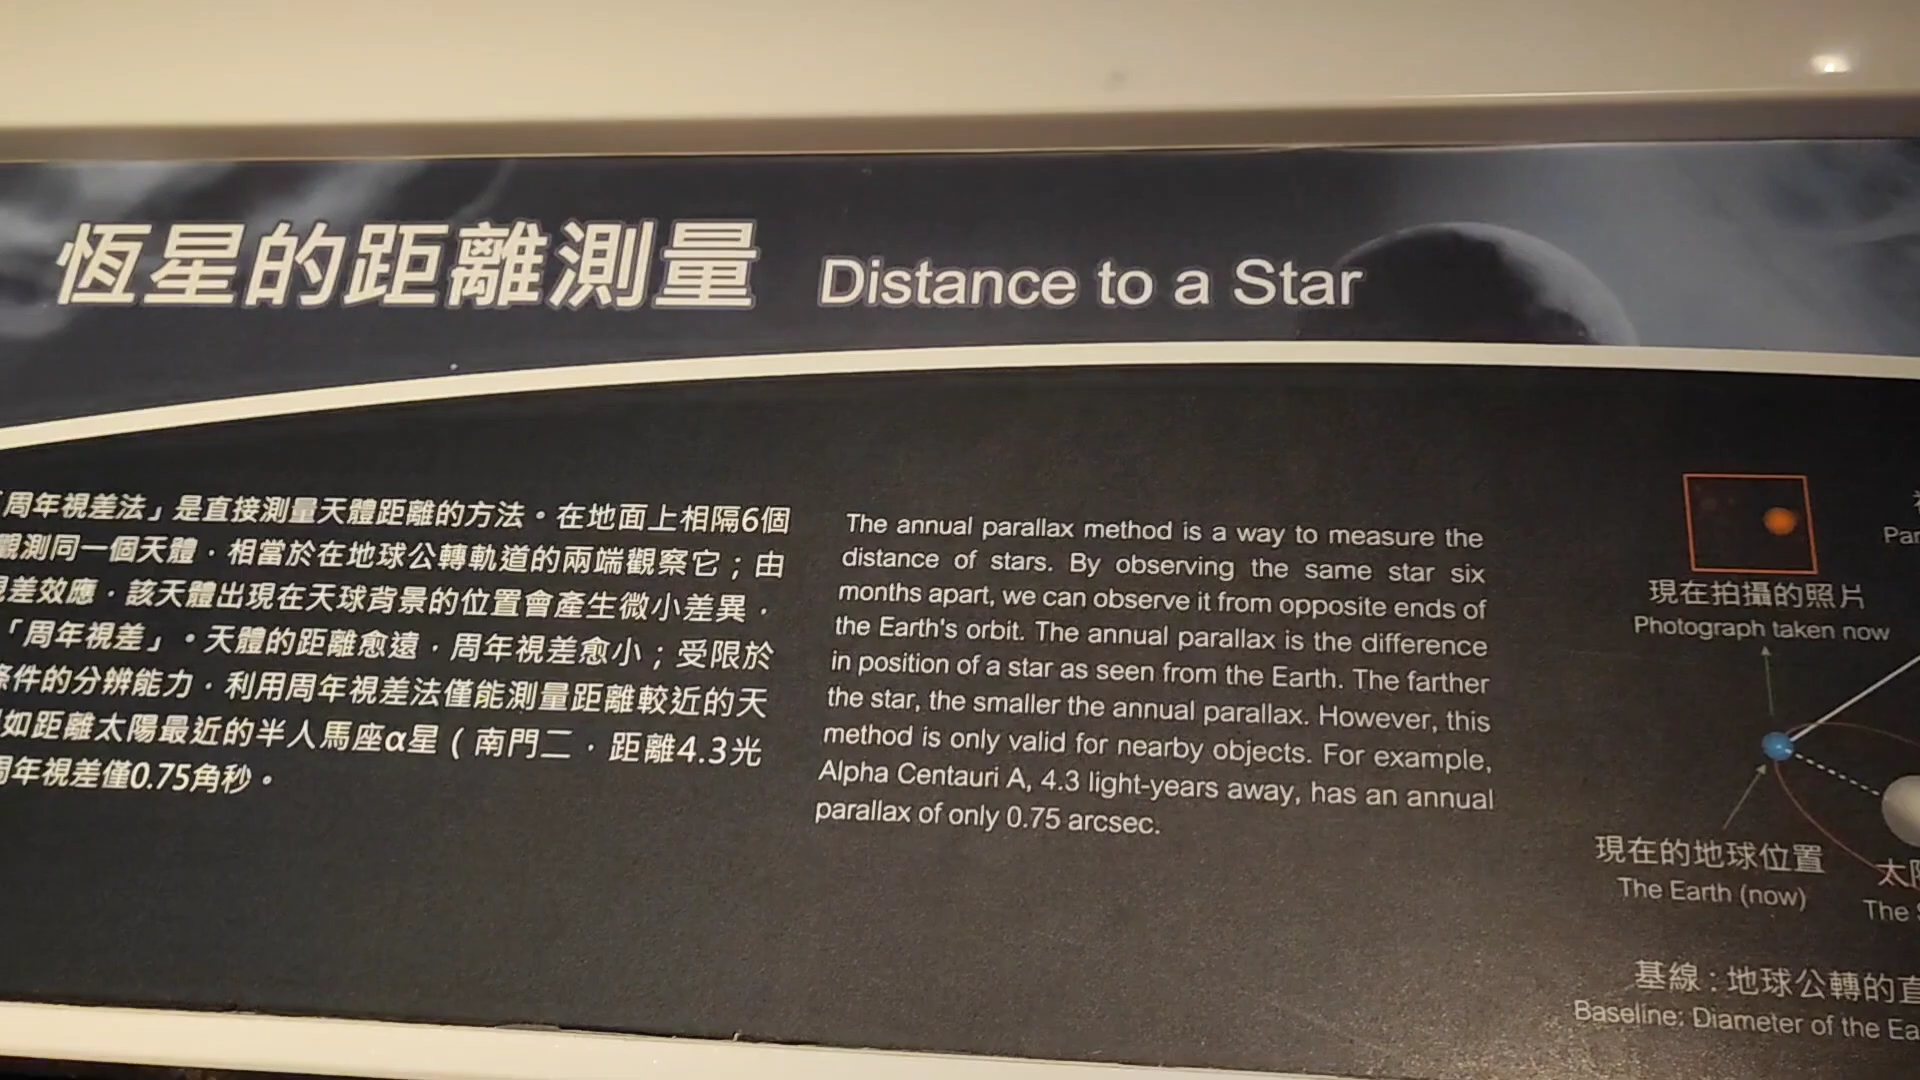 恆星的距離測量 Distance to a Star
「周年視差法」是直接測量天體距離的方法。在地面上相隔6個
觀測同一個天體,相當於在地球公轉軌道的兩端觀察它;由
差效應,該天體出現在天球背景的位置會產生微小差異,
「周年視差」。天體的距離愈遠,周年視差愈小;受限於
條件的分辨能力,利用周年視差法僅能測量距離較近的天
如距離太陽最近的半人馬座α星(南門二,距離4.3光
周年視差僅0.75角秒。
The annual parallax method is a way to measure the
distance of stars. By observing the same star six
months apart, we can observe it from opposite ends of
the Earth's orbit. The annual parallax is the difference
in position of a star as seen from the Earth. The farther
the star, the smaller the annual parallax. However, this
method is only valid for nearby objects. For example,
Alpha Centauri A, 4.3 light-years away, has an annual
parallax of only 0.75 arcsec.
現在拍攝的照片
Photograph taken now
現在的地球位置
The Earth (now)
太
The
基線:地球公轉的直
Baseline: Diameter of the Ea
Par